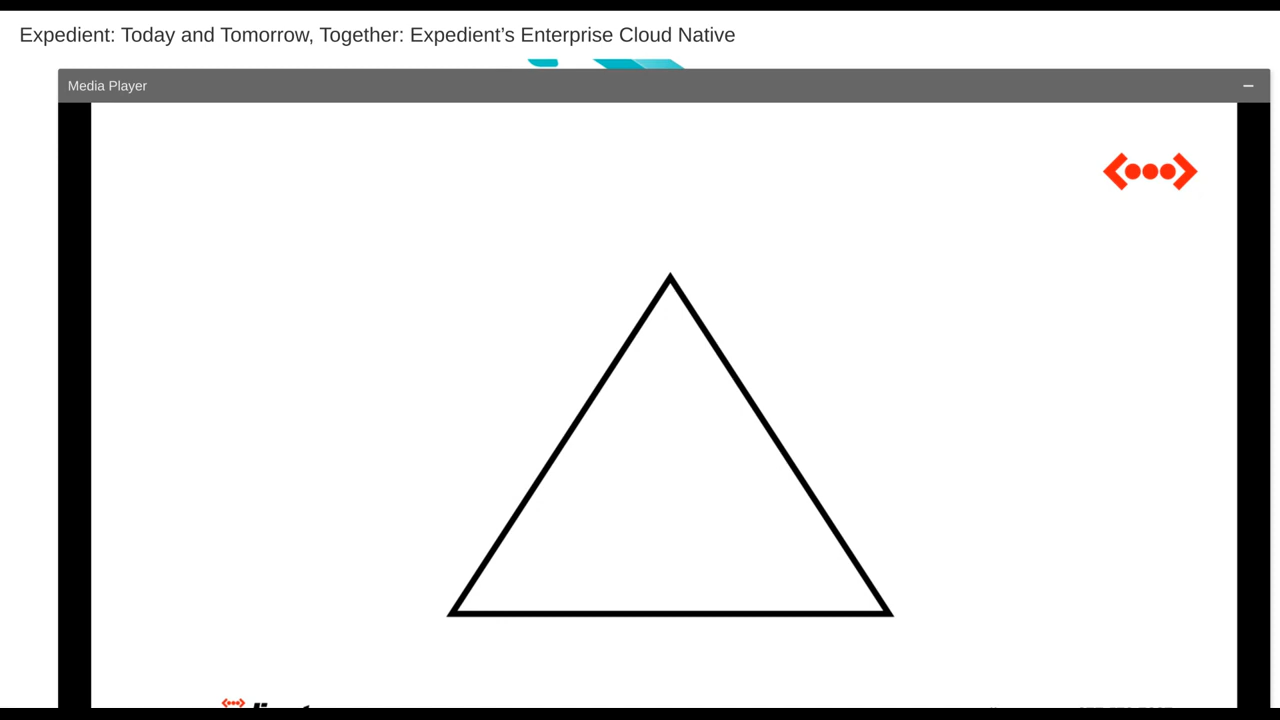 Expedient: Today and Tomorrow, Together: Expedient’s Enterprise Cloud Native
Media Player